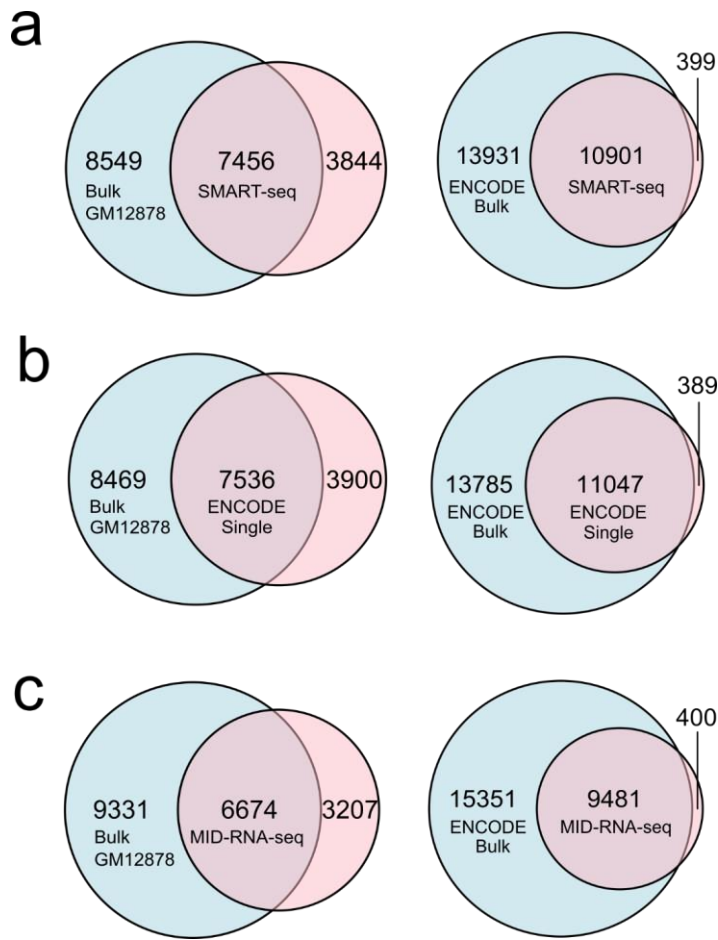 a
8549
Bulk
GM12878
7456
SMART-seq
3844
13931
ENCODE
Bulk
10901
SMART-seq
399
b
8469
Bulk
GM12878
7536
ENCODE
Single
3900
13785
ENCODE
Bulk
11047
ENCODE
Single
389
c
9331
Bulk
GM12878
6674
MID-RNA-seq
3207
15351
ENCODE
Bulk
9481
MID-RNA-seq
400